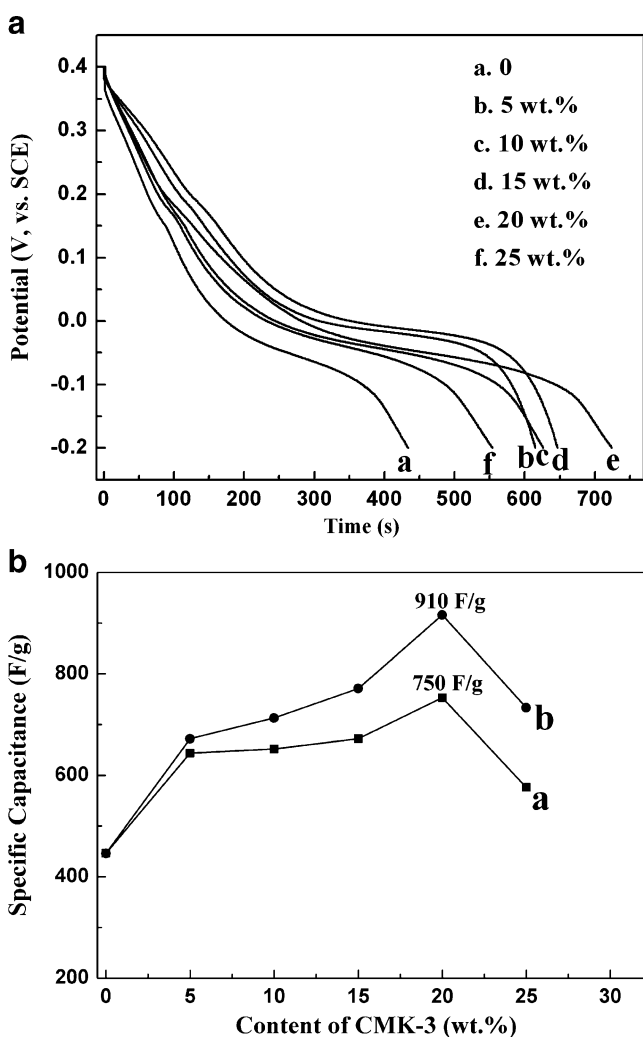 a
0.4
0.3
0.2
0.1
0.0
-0.1
-0.2
Potential (V, vs. SCE)
a. 0
b. 5 wt.%
c. 10 wt.%
d. 15 wt.%
e. 20 wt.%
f. 25 wt.%
a f b c d e
0 100 200 300 400 500 600 700
Time (s)
b
1000
800
600
400
200
Specific Capacitance (F/g)
910 F/g
750 F/g
b
a
0 5 10 15 20 25 30
Content of CMK-3 (wt.%)